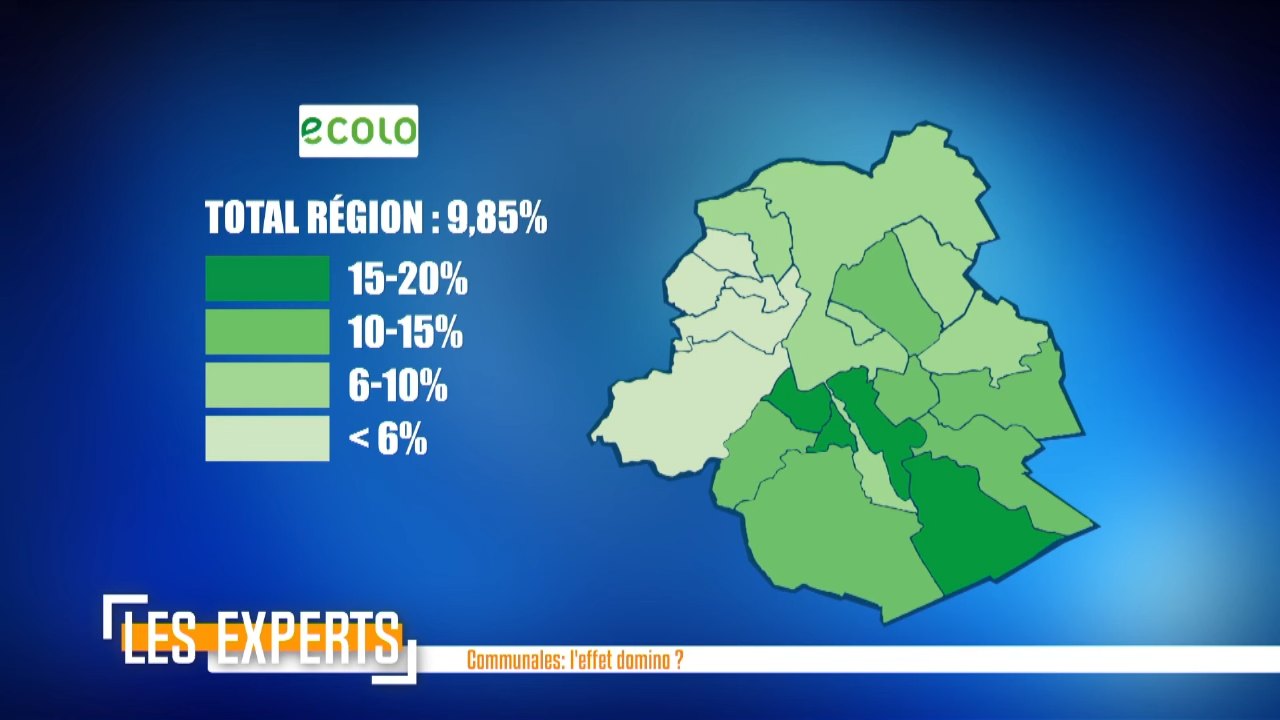 ecolo
TOTAL RÉGION : 9,85%
15-20%
10-15%
6-10%
< 6%
LES EXPERTS
Communales: l'effet domino ?